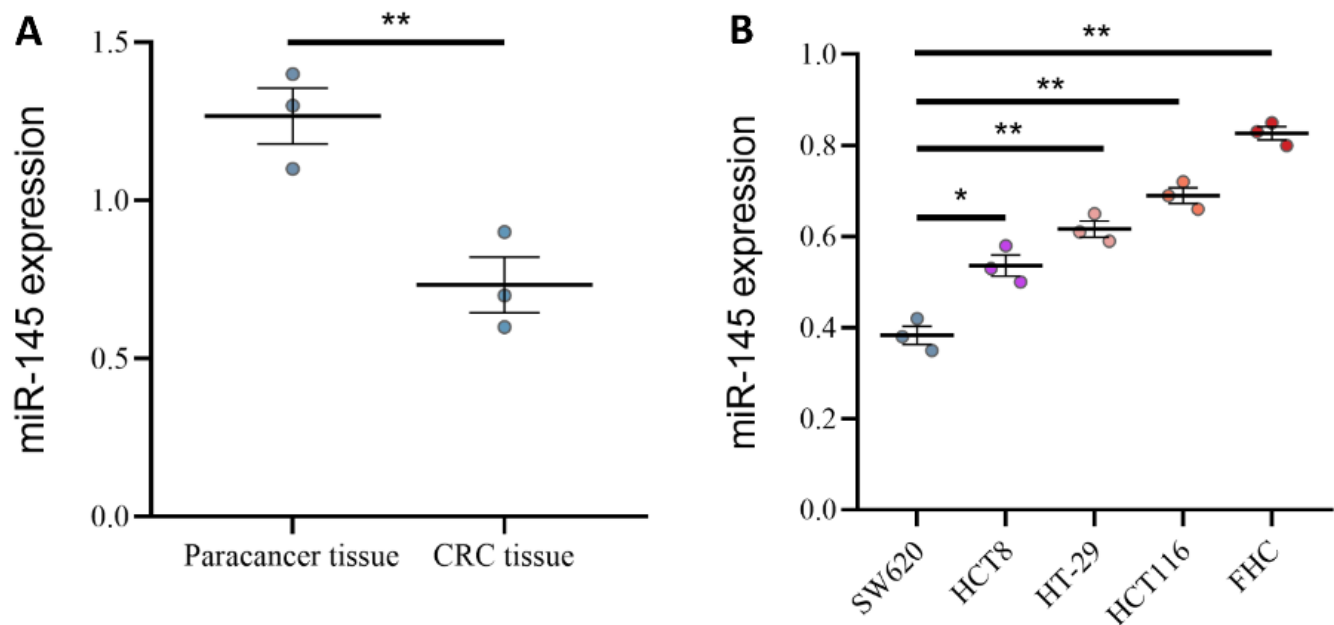 A
**
1.5
1.0
0.5
0.0
miR-145 expression
Paracancer tissue
CRC tissue
B
**
**
**
*
1.0
0.8
0.6
0.4
0.2
0.0
miR-145 expression
SW620
HCT8
HT-29
HCT116
FHC